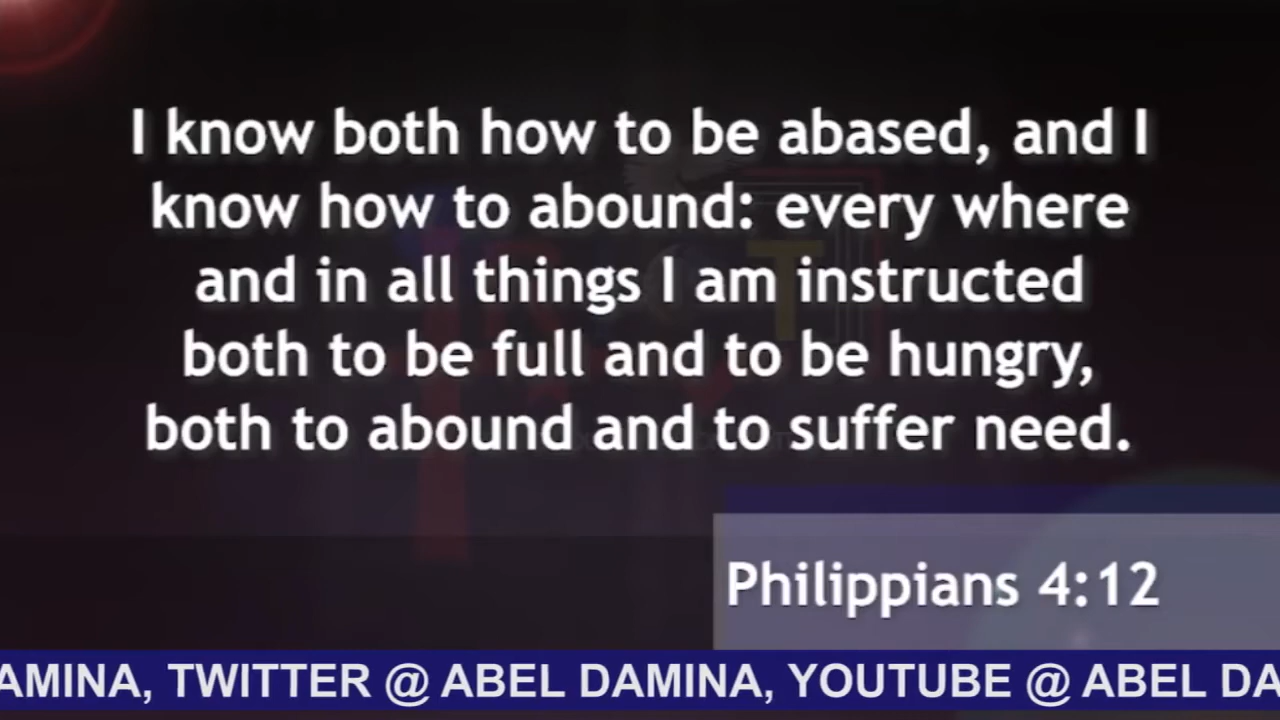 I know both how to be abased, and I
know how to abound: every where
and in all things I am instructed
both to be full and to be hungry,
both to abound and to suffer need.
Philippians 4:12
AMINA, TWITTER @ ABEL DAMINA, YOUTUBE @ ABEL DA